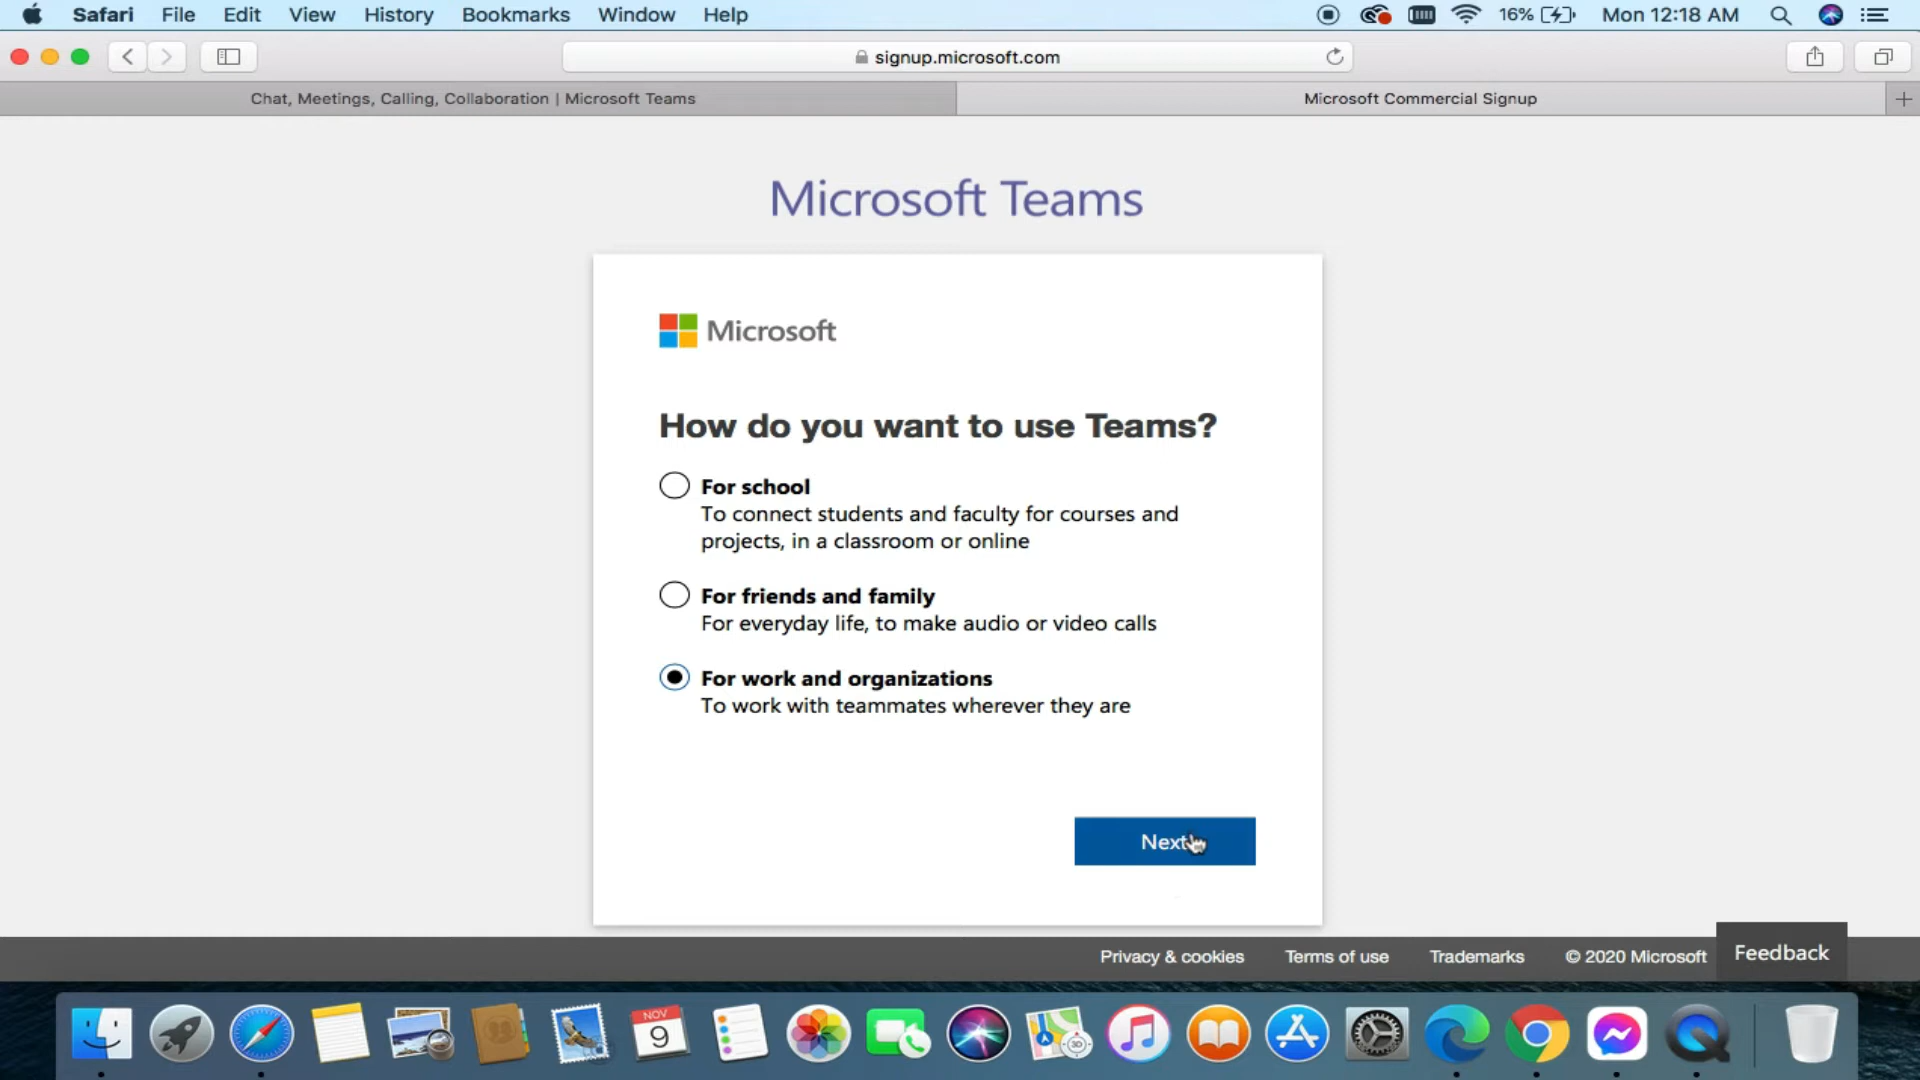 Safari File Edit View History Bookmarks Window Help 16% Mon 12:18 AM
signup.microsoft.com
Chat, Meetings, Calling, Collaboration | Microsoft Teams Microsoft Commercial Signup
Microsoft Teams
Microsoft
How do you want to use Teams?
For school
To connect students and faculty for courses and
projects, in a classroom or online
For friends and family
For everyday life, to make audio or video calls
For work and organizations
To work with teammates wherever they are
Next
Privacy & cookies Terms of use Trademarks © 2020 Microsoft Feedback
NOV
9
3D